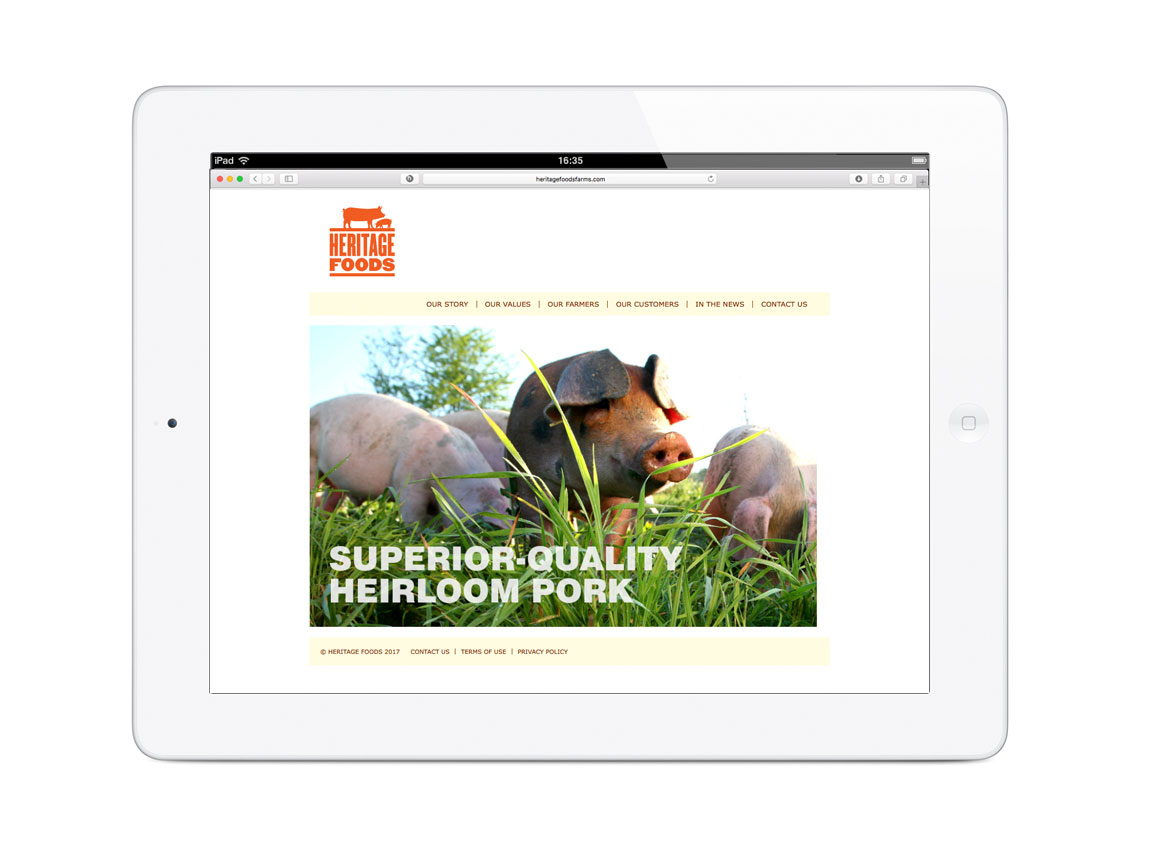 iPad 16:35
heritagefoodsfarms.com
HERITAGE
FOODS
OUR STORY | OUR VALUES | OUR FARMERS | OUR CUSTOMERS | IN THE NEWS | CONTACT US
SUPERIOR-QUALITY
HEIRLOOM PORK
© HERITAGE FOODS 2017 CONTACT US | TERMS OF USE | PRIVACY POLICY